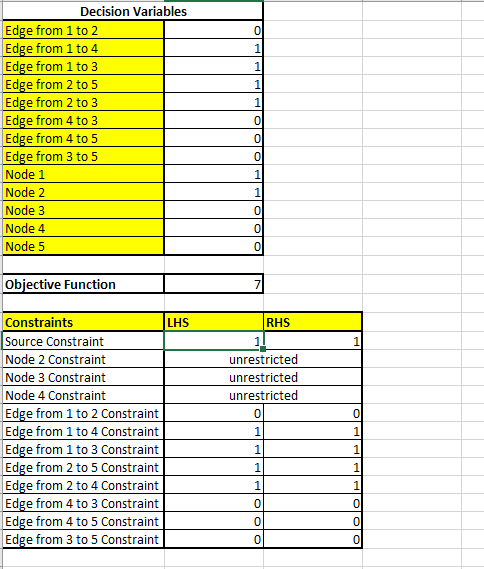 Decision Variables
Edge from 1 to 2 0
Edge from 1 to 4 1
Edge from 1 to 3 1
Edge from 2 to 5 1
Edge from 2 to 3 1
Edge from 4 to 3 0
Edge from 4 to 5 0
Edge from 3 to 5 0
Node 1 1
Node 2 1
Node 3 0
Node 4 0
Node 5 0
Objective Function 7
Constraints LHS RHS
Source Constraint 1 1
Node 2 Constraint unrestricted
Node 3 Constraint unrestricted
Node 4 Constraint unrestricted
Edge from 1 to 2 Constraint 0 0
Edge from 1 to 4 Constraint 1 1
Edge from 1 to 3 Constraint 1 1
Edge from 2 to 5 Constraint 1 1
Edge from 2 to 4 Constraint 1 1
Edge from 4 to 3 Constraint 0 0
Edge from 4 to 5 Constraint 0 0
Edge from 3 to 5 Constraint 0 0